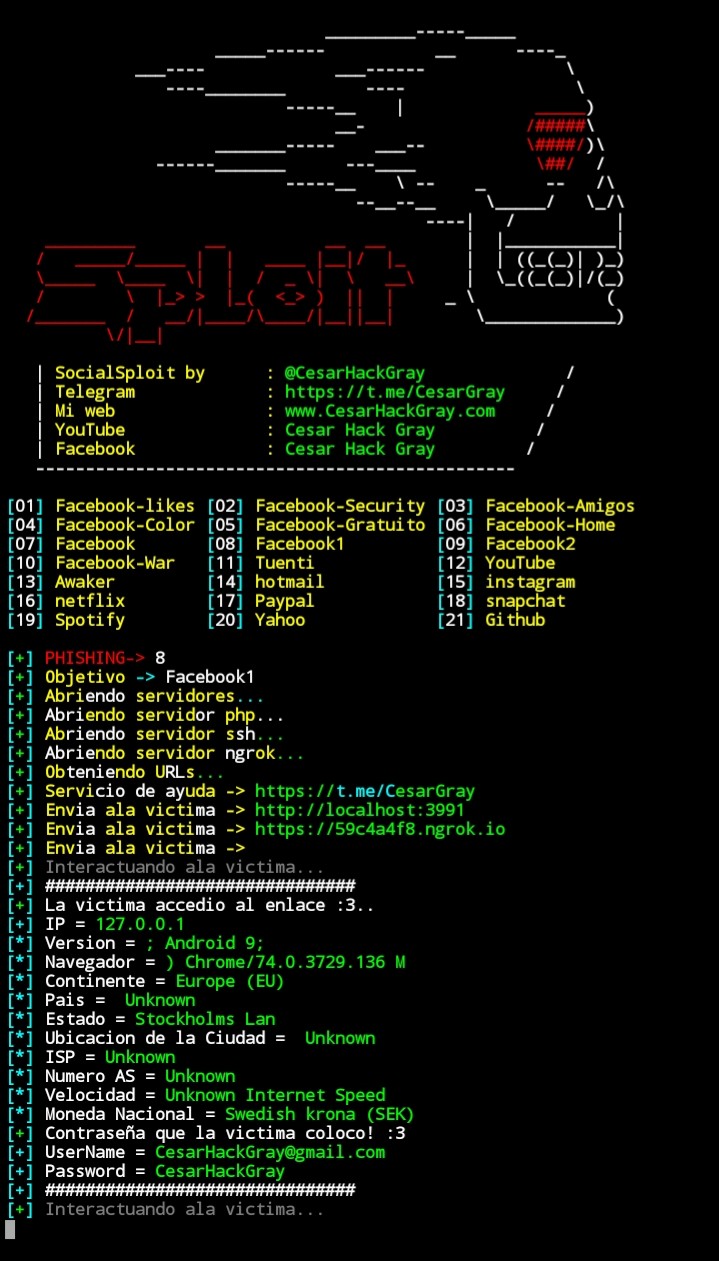 Sploit
| SocialSploit by : @CesarHackGray /
| Telegram : https://t.me/CesarGray /
| Mi web : www.CesarHackGray.com /
| YouTube : Cesar Hack Gray /
| Facebook : Cesar Hack Gray /
------------------------------------------------
[01] Facebook-likes [02] Facebook-Security [03] Facebook-Amigos
[04] Facebook-Color [05] Facebook-Gratuito [06] Facebook-Home
[07] Facebook [08] Facebook1 [09] Facebook2
[10] Facebook-War [11] Tuenti [12] YouTube
[13] Awaker [14] hotmail [15] instagram
[16] netflix [17] Paypal [18] snapchat
[19] Spotify [20] Yahoo [21] Github
[+] PHISHING-> 8
[+] Objetivo -> Facebook1
[+] Abriendo servidores...
[+] Abriendo servidor php...
[+] Abriendo servidor ssh...
[+] Abriendo servidor ngrok...
[+] Obteniendo URLs...
[+] Servicio de ayuda -> https://t.me/CesarGray
[+] Envia ala victima -> http://localhost:3991
[+] Envia ala victima -> https://59c4a4f8.ngrok.io
[+] Envia ala victima ->
[+] Interactuando ala victima...
[+] ###############################
[+] La victima accedio al enlace :3..
[+] IP = 127.0.0.1
[*] Version = ; Android 9;
[*] Navegador = ) Chrome/74.0.3729.136 M
[*] Continente = Europe (EU)
[*] Pais = Unknown
[*] Estado = Stockholms Lan
[*] Ubicacion de la Ciudad = Unknown
[*] ISP = Unknown
[*] Numero AS = Unknown
[*] Velocidad = Unknown Internet Speed
[*] Moneda Nacional = Swedish krona (SEK)
[+] Contraseña que la victima coloco! :3
[+] UserName = CesarHackGray@gmail.com
[+] Password = CesarHackGray
[+] ###############################
[+] Interactuando ala victima...